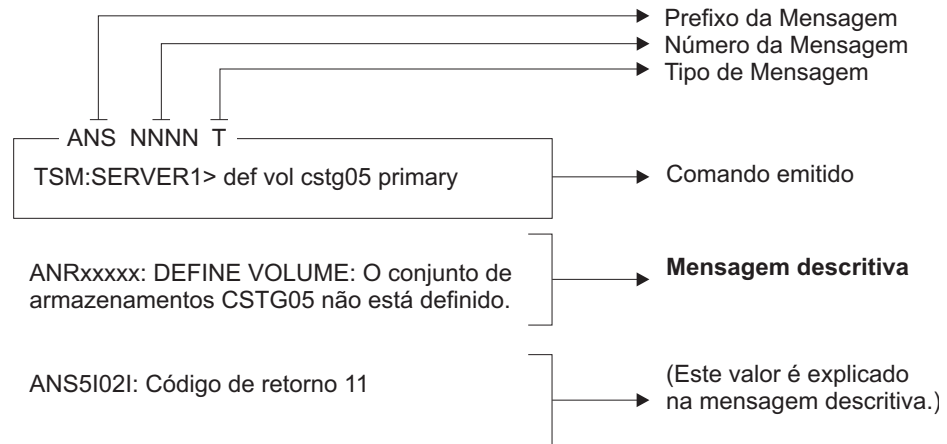 Prefixo da Mensagem
Número da Mensagem
Tipo de Mensagem
ANS NNNN T
TSM:SERVER1> def vol cstg05 primary
Comando emitido
ANRxxxxx: DEFINE VOLUME: O conjunto de
armazenamentos CSTG05 não está definido.
Mensagem descritiva
ANS5I02I: Código de retorno 11
(Este valor é explicado
na mensagem descritiva.)